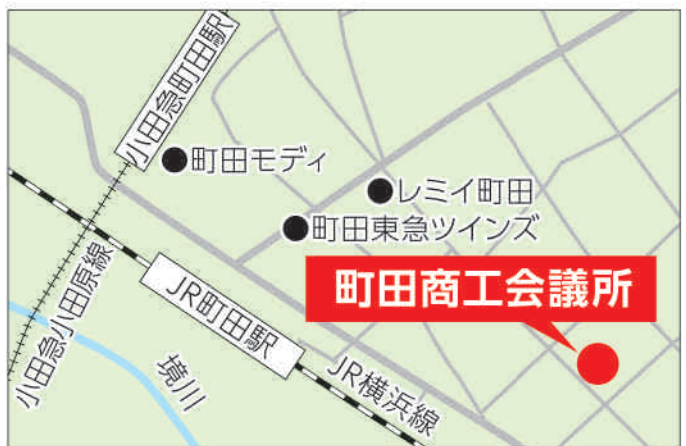 小田急町田駅
町田モディ
レミイ町田
町田東急ツインズ
町田商工会議所
小田急小田原線
JR町田駅
境川
JR横浜線